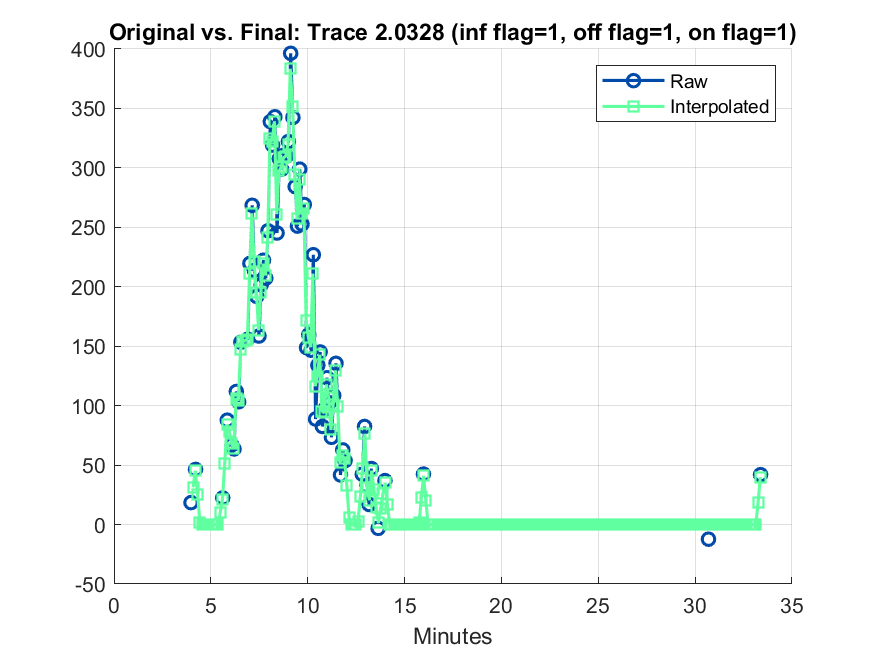 Original vs. Final: Trace 2.0328 (inf flag=1, off flag=1, on flag=1)
400
350
300
250
200
150
100
50
0
-50
Raw
Interpolated
0 5 10 15 20 25 30 35
Minutes